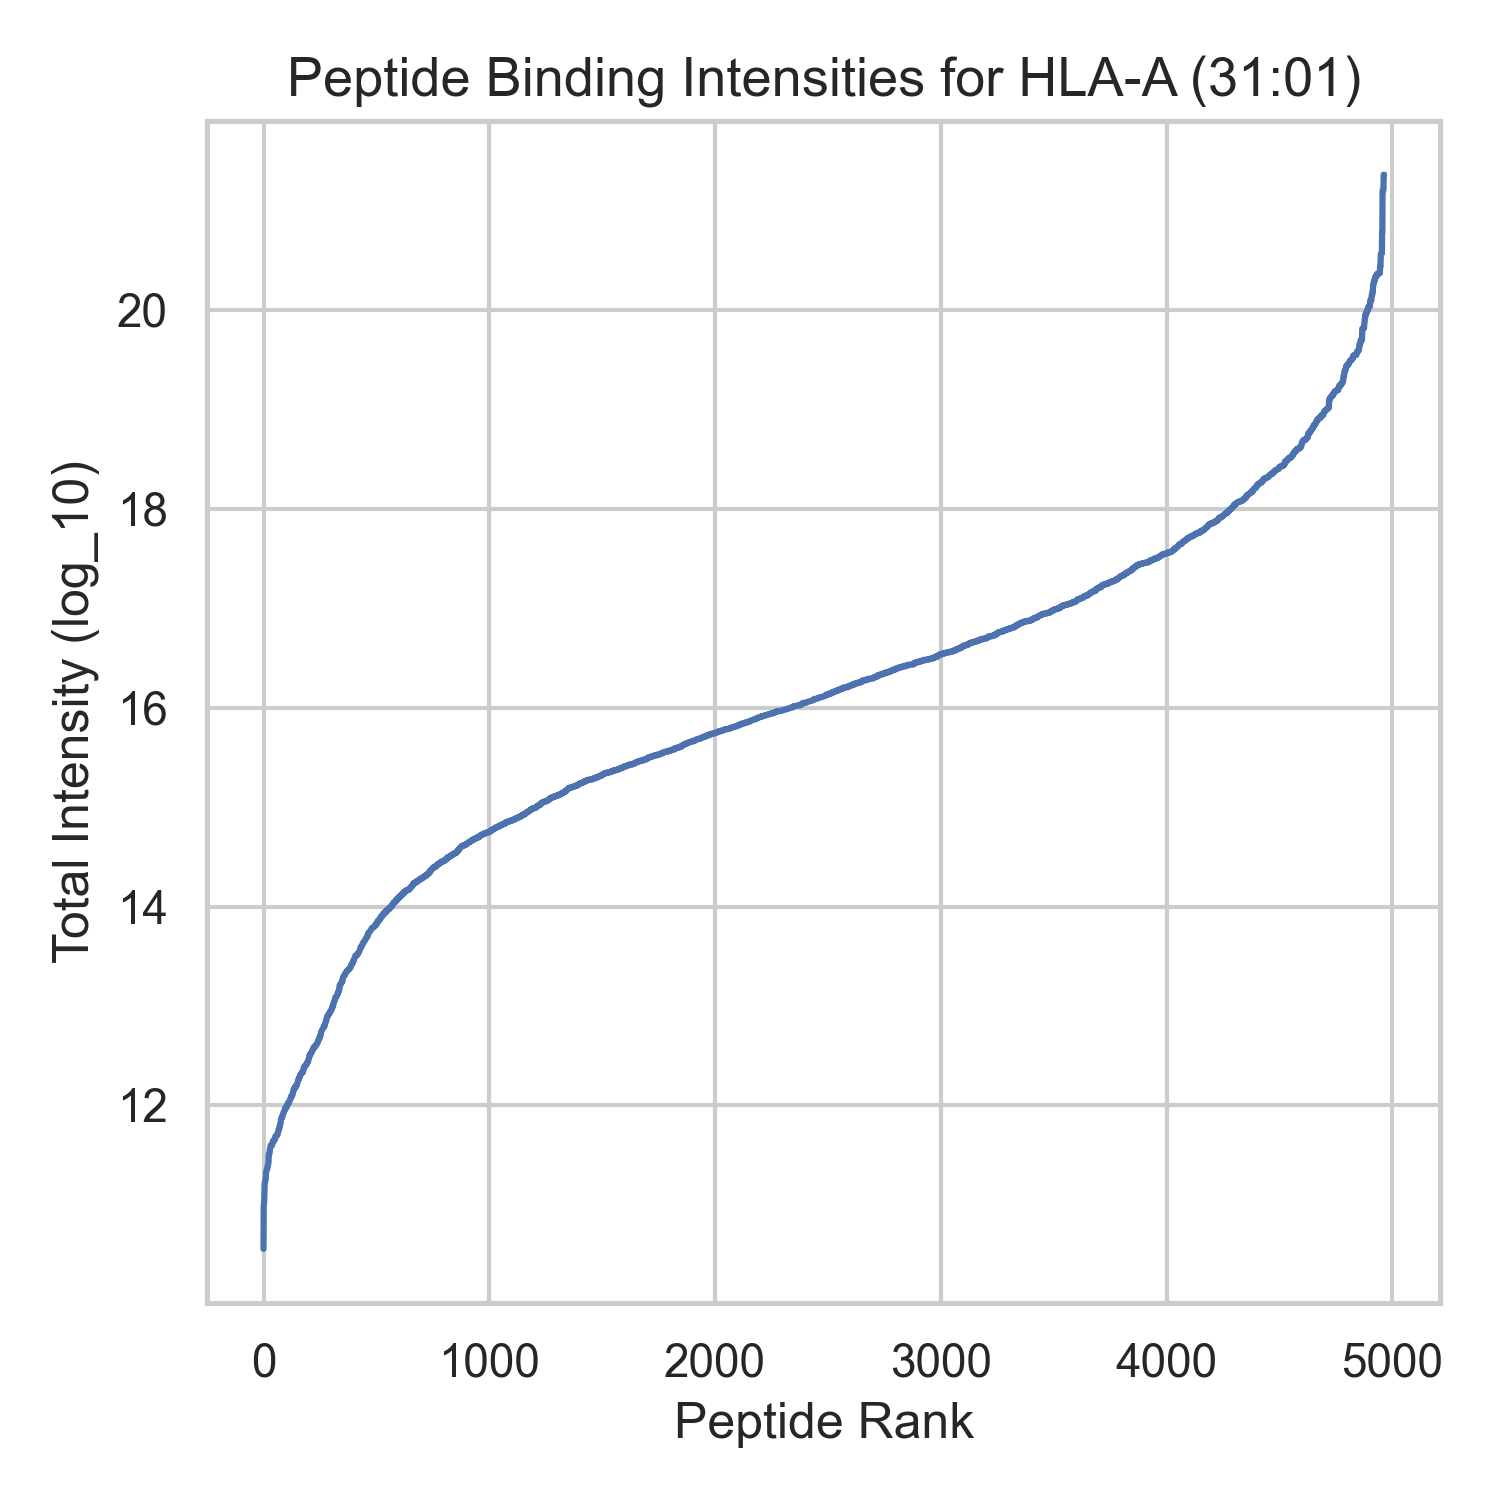 Peptide Binding Intensities for HLA-A (31:01)
Total Intensity (log_10)
20
18
16
14
12
0 1000 2000 3000 4000 5000
Peptide Rank